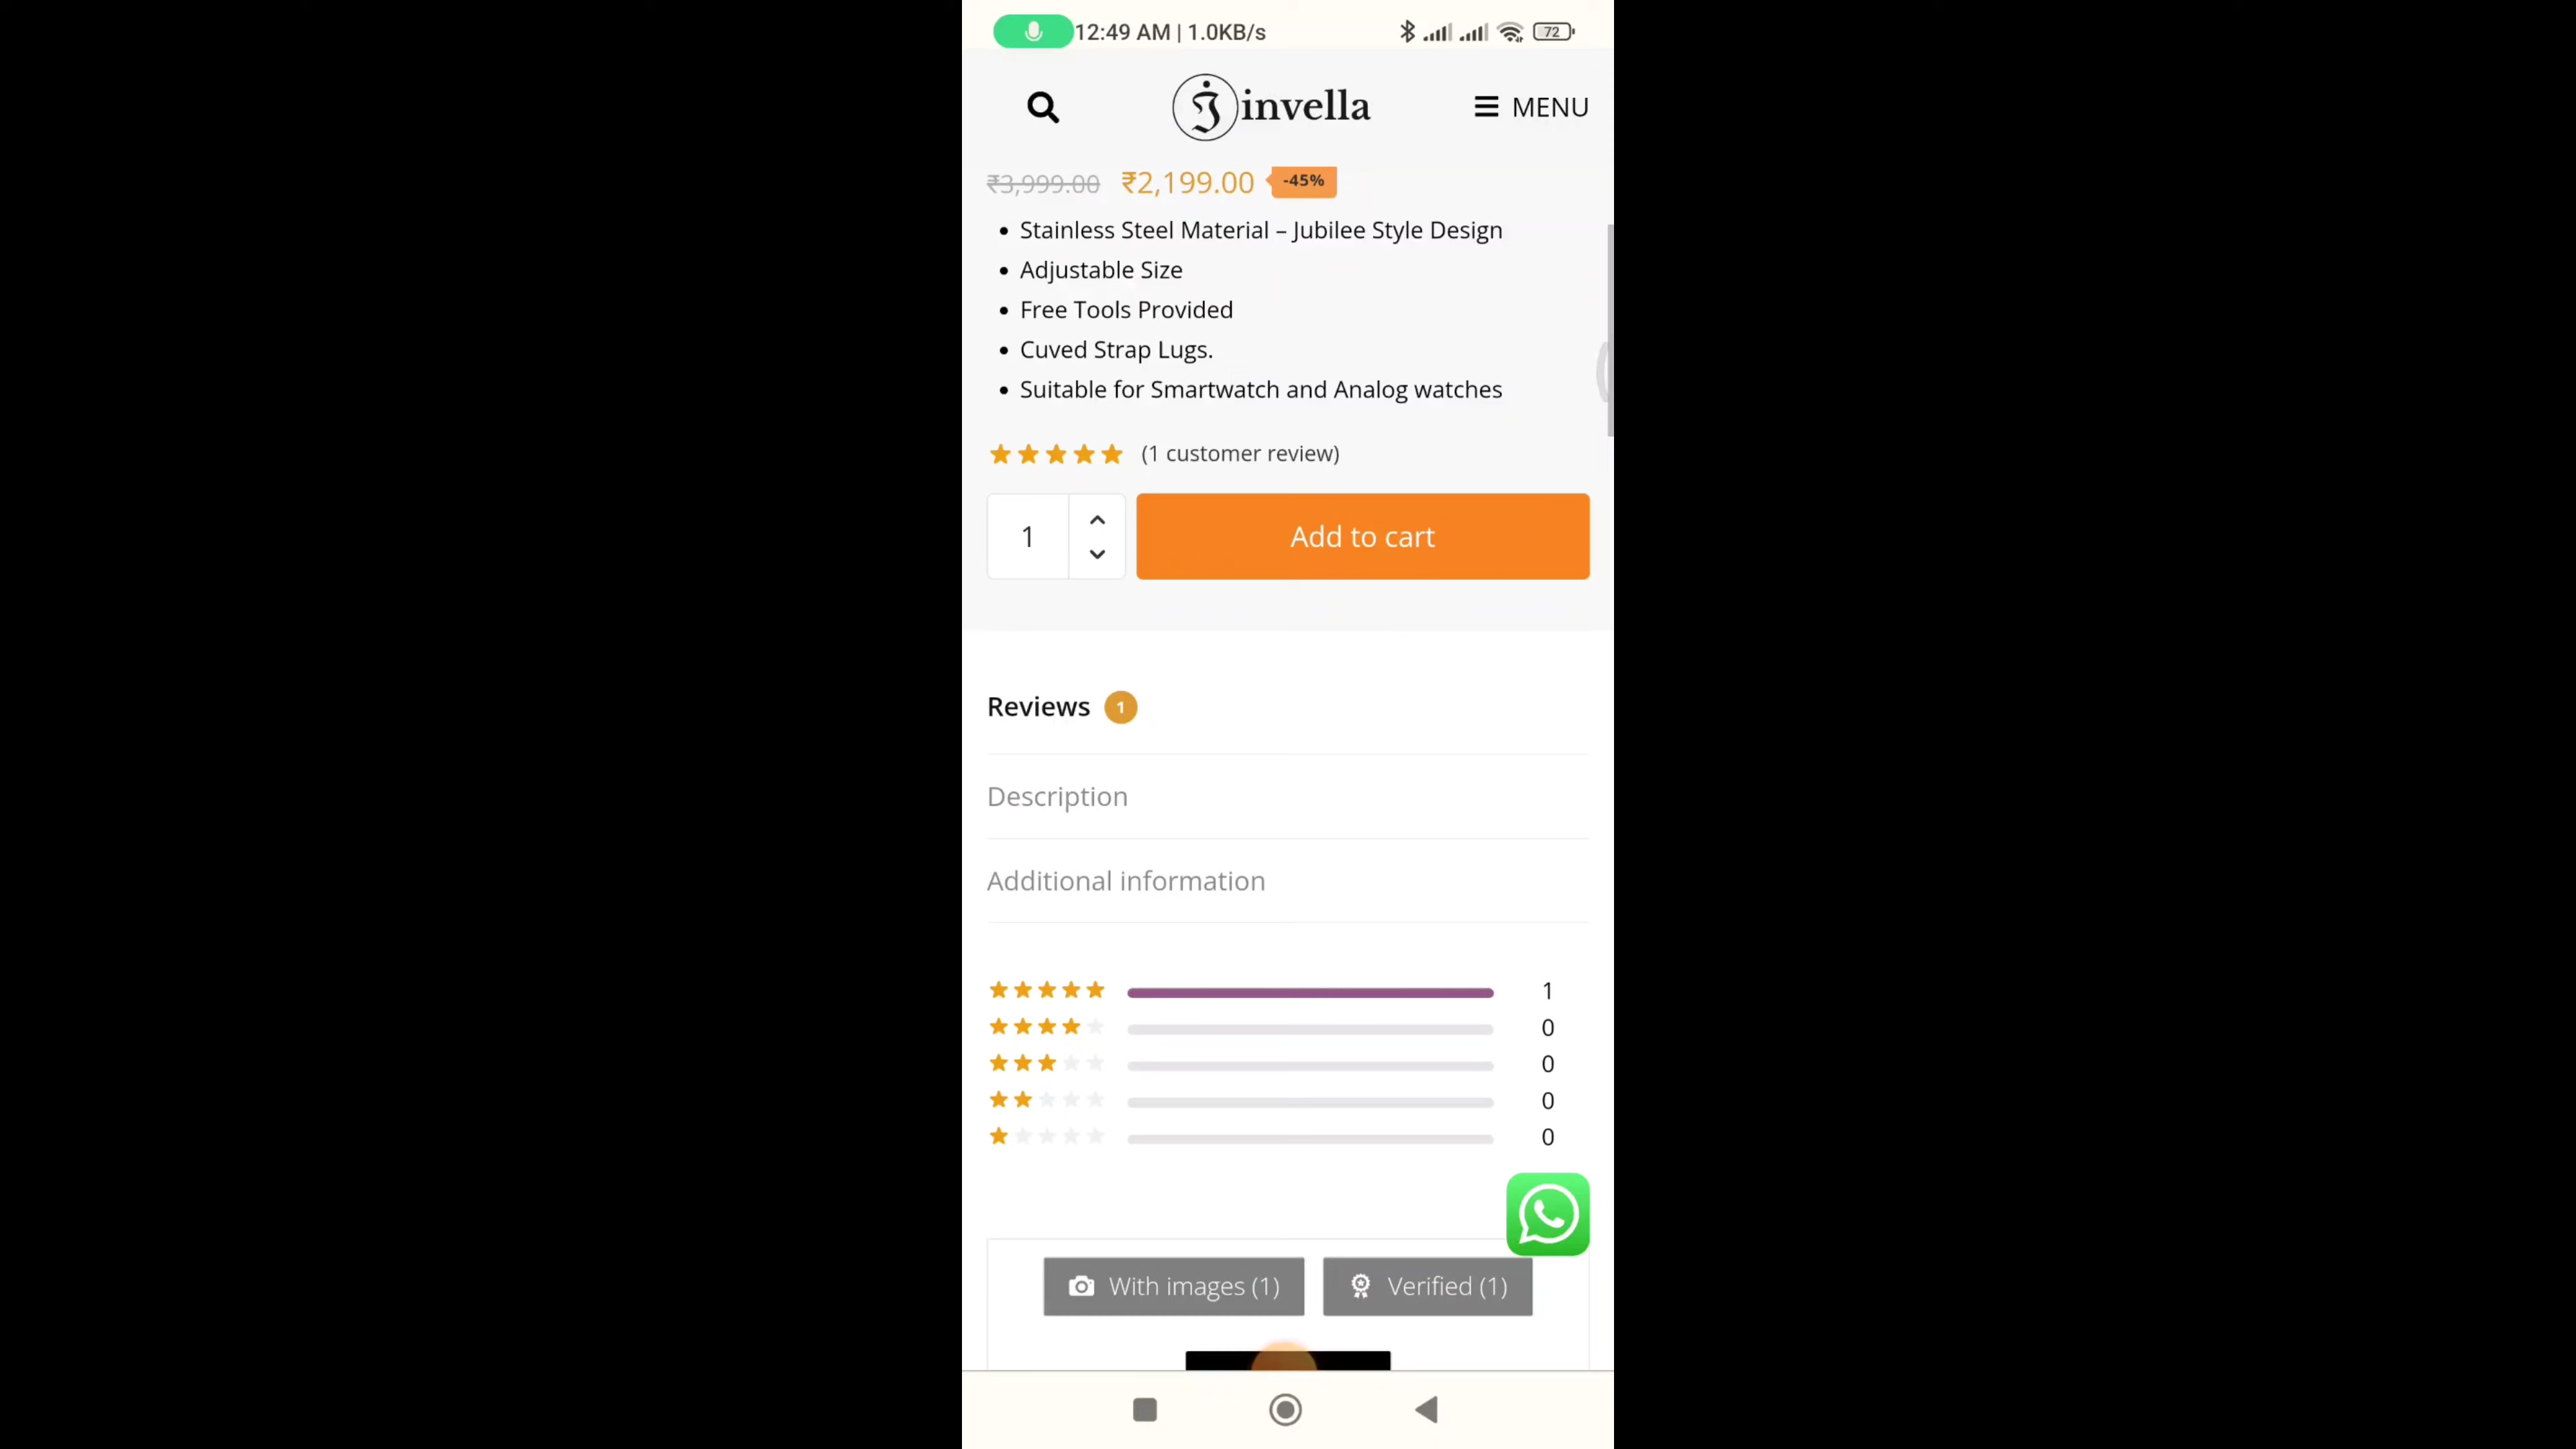 12:49 AM | 1.0KB/s 72
invella MENU
₹3,999.00 ₹2,199.00 -45%
• Stainless Steel Material – Jubilee Style Design
• Adjustable Size
• Free Tools Provided
• Cuved Strap Lugs.
• Suitable for Smartwatch and Analog watches
(1 customer review)
1 Add to cart
Reviews 1
Description
Additional information
1
0
0
0
0
With images (1) Verified (1)